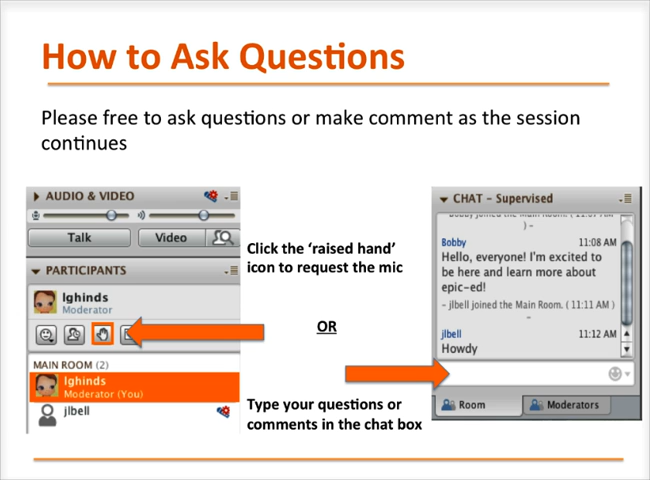 How to Ask Questions
Please free to ask questions or make comment as the session
continues
AUDIO & VIDEO
Talk
Video
PARTICIPANTS
lghinds
Moderator
MAIN ROOM (2)
lghinds
Moderator (You)
jlbell
Click the ‘raised hand’
icon to request the mic
OR
Type your questions or
comments in the chat box
CHAT - Supervised
) -
Bobby 11:08 AM
Hello, everyone! I'm excited to
be here and learn more about
epic-ed!
- jlbell joined the Main Room. ( 11:11 AM )
-
jlbell 11:12 AM
Howdy
Room
Moderators